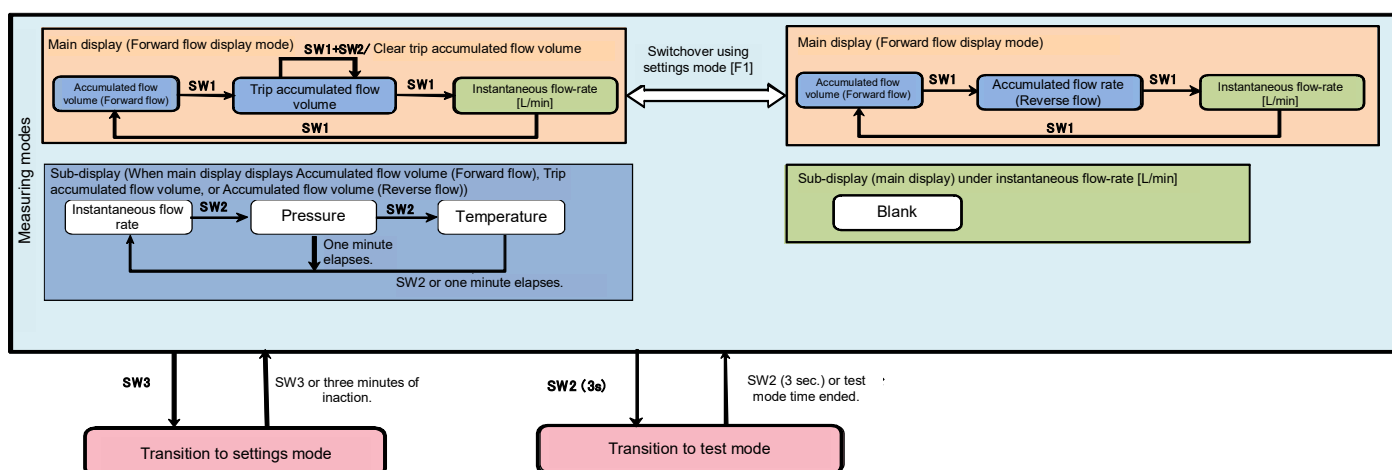 Measuring modes
Main display (Forward flow display mode)
SW1+SW2/ Clear trip accumulated flow volume
Accumulated flow
volume (Forward flow)
SW1
Trip accumulated flow
volume
SW1
Instantaneous flow-rate
[L/min]
SW1
Switchover using
settings mode [F1]
Main display (Forward flow display mode)
Accumulated flow
volume (Forward flow)
SW1
Accumulated flow rate
(Reverse flow)
SW1
Instantaneous flow-rate
[L/min]
SW1
Sub-display (When main display displays Accumulated flow volume (Forward flow), Trip
accumulated flow volume, or Accumulated flow volume (Reverse flow))
Instantaneous flow
rate
SW2
Pressure
SW2
Temperature
One minute
elapses.
SW2 or one minute elapses.
Sub-display (main display) under instantaneous flow-rate [L/min]
Blank
SW3
SW3 or three minutes of
inaction.
SW2 (3s)
SW2 (3 sec.) or test
mode time ended.
Transition to settings mode
Transition to test mode